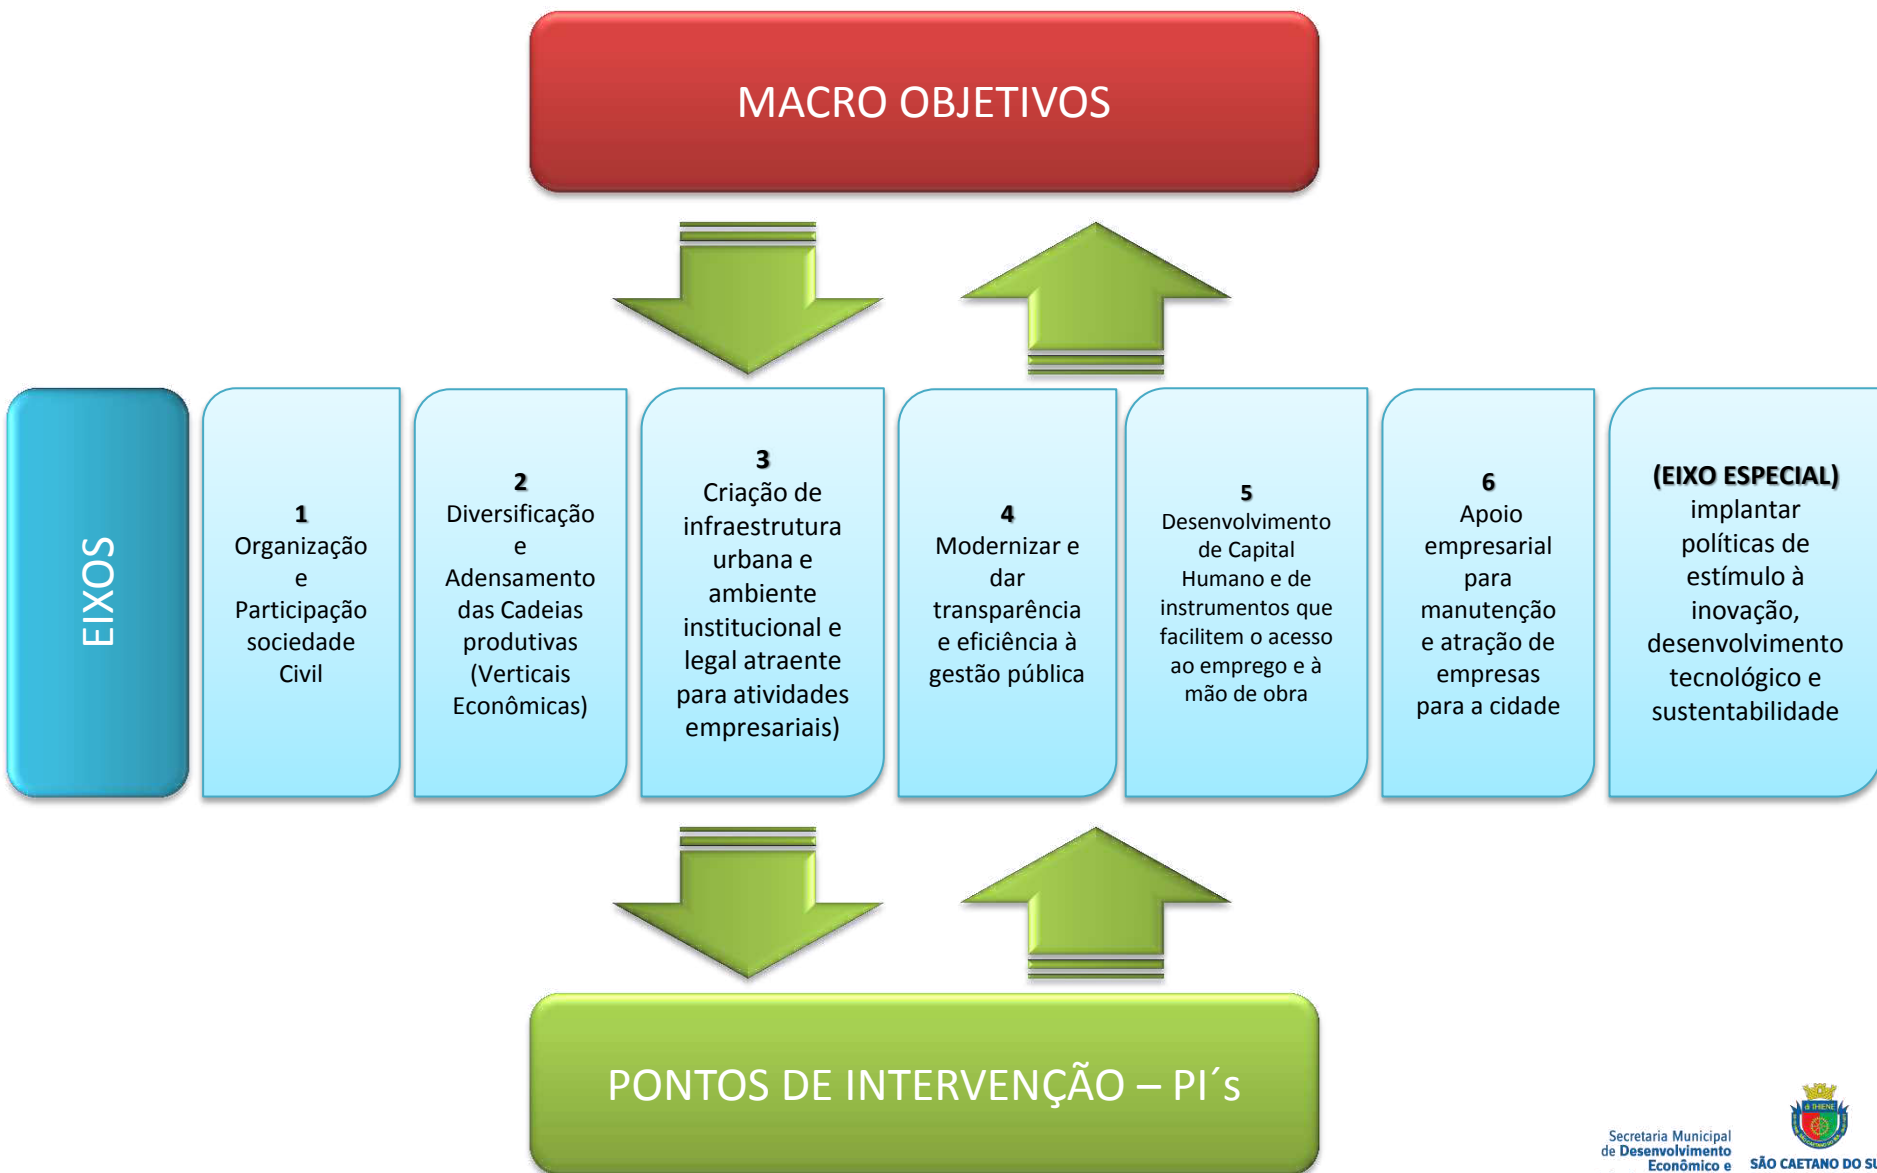 MACRO OBJETIVOS
EIXOS
1
Organização
e
Participação
sociedade
Civil
2
Diversificação
e
Adensamento
das Cadeias
produtivas
(Verticais
Econômicas)
3
Criação de
infraestrutura
urbana e
ambiente
institucional e
legal atraente
para atividades
empresariais)
4
Modernizar e
dar
transparência
e eficiência à
gestão pública
5
Desenvolvimento
de Capital
Humano e de
instrumentos que
facilitem o acesso
ao emprego e à
mão de obra
6
Apoio
empresarial
para
manutenção
e atração de
empresas
para a cidade
(EIXO ESPECIAL)
implantar
políticas de
estímulo à
inovação,
desenvolvimento
tecnológico e
sustentabilidade
PONTOS DE INTERVENÇÃO – PI´s
Secretaria Municipal
de Desenvolvimento
Econômico e
di THIENE
SÃO CAETANO DO SU